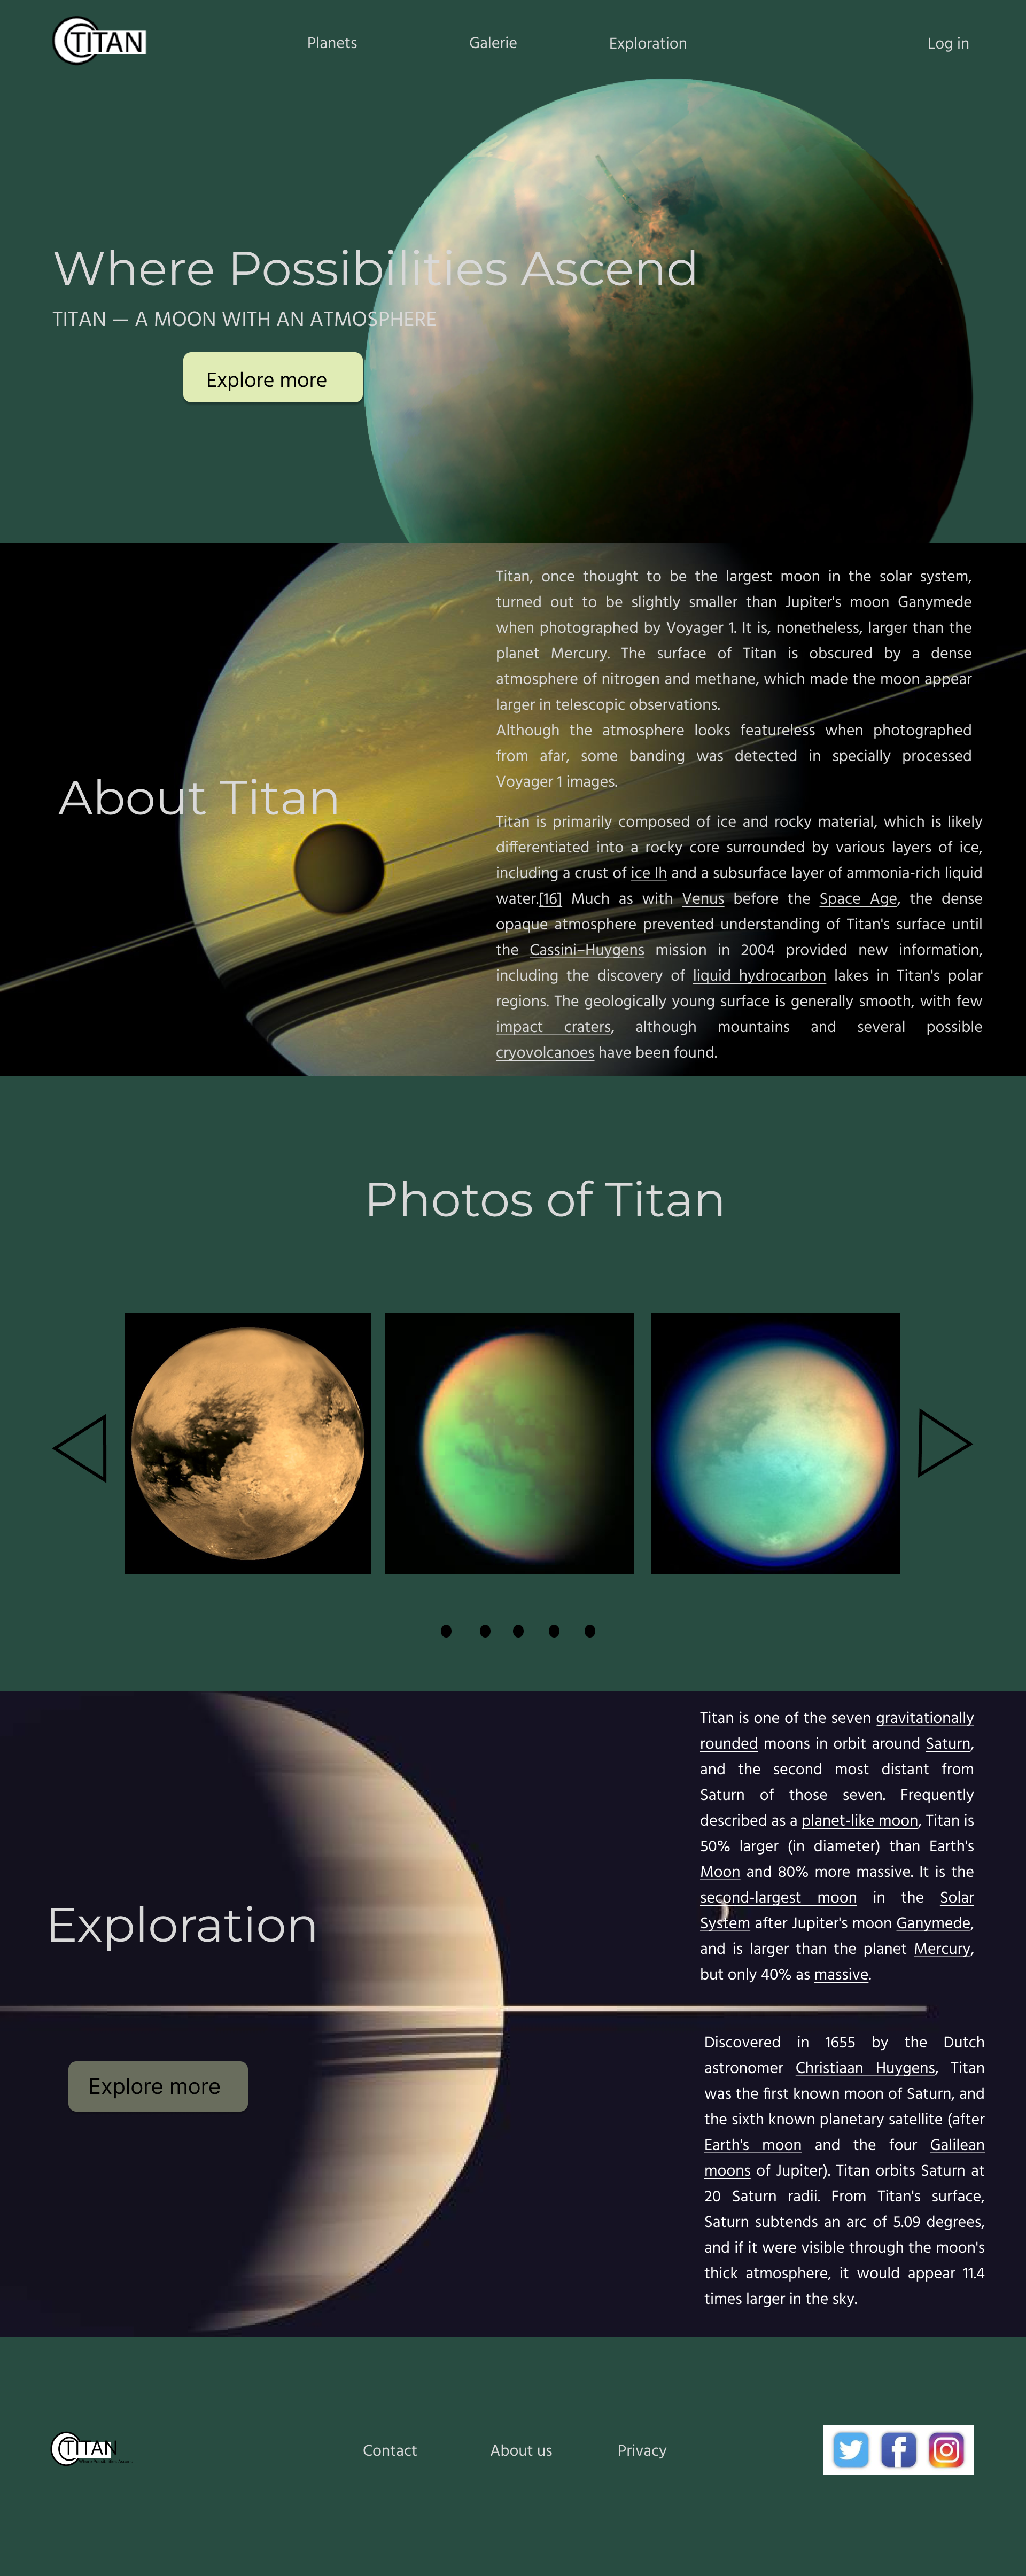 TITAN
Planets
Galerie
Exploration
Log in
Where Possibilities Ascend
TITAN — A MOON WITH AN ATMOSPHERE
Explore more
Titan, once thought to be the largest moon in the solar system,
turned out to be slightly smaller than Jupiter's moon Ganymede
when photographed by Voyager 1. It is, nonetheless, larger than the
planet Mercury. The surface of Titan is obscured by a dense
atmosphere of nitrogen and methane, which made the moon appear
larger in telescopic observations.
Although the atmosphere looks featureless when photographed
from afar, some banding was detected in specially processed
Voyager 1 images.
About Titan
Titan is primarily composed of ice and rocky material, which is likely
differentiated into a rocky core surrounded by various layers of ice,
including a crust of ice Ih and a subsurface layer of ammonia-rich liquid
water.[16] Much as with Venus before the Space Age, the dense
opaque atmosphere prevented understanding of Titan's surface until
the Cassini–Huygens mission in 2004 provided new information,
including the discovery of liquid hydrocarbon lakes in Titan's polar
regions. The geologically young surface is generally smooth, with few
impact craters, although mountains and several possible
cryovolcanoes have been found.
Photos of Titan
Titan is one of the seven gravitationally
rounded moons in orbit around Saturn,
and the second most distant from
Saturn of those seven. Frequently
described as a planet-like moon, Titan is
50% larger (in diameter) than Earth's
Moon and 80% more massive. It is the
second-largest moon in the Solar
System after Jupiter's moon Ganymede,
and is larger than the planet Mercury,
but only 40% as massive.
Exploration
Explore more
Discovered in 1655 by the Dutch
astronomer Christiaan Huygens, Titan
was the first known moon of Saturn, and
the sixth known planetary satellite (after
Earth's moon and the four Galilean
moons of Jupiter). Titan orbits Saturn at
20 Saturn radii. From Titan's surface,
Saturn subtends an arc of 5.09 degrees,
and if it were visible through the moon's
thick atmosphere, it would appear 11.4
times larger in the sky.
TITAN
Contact
About us
Privacy